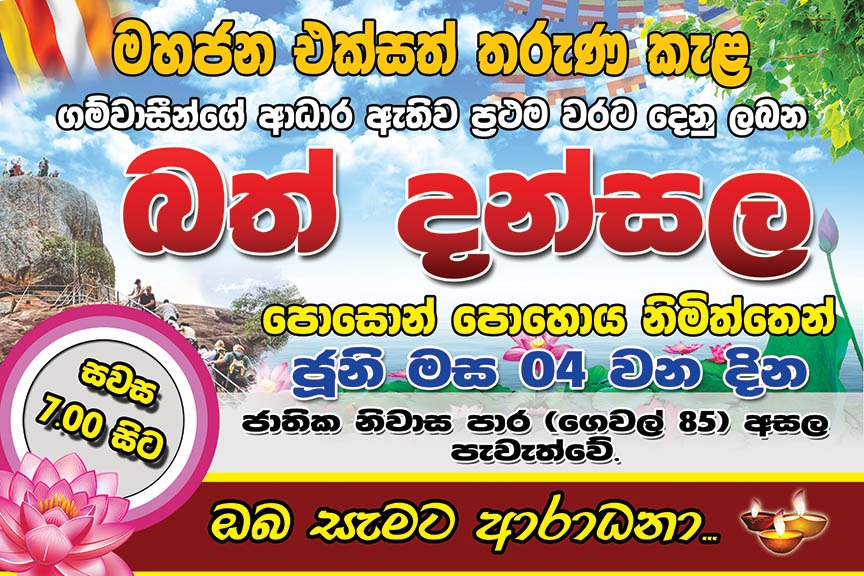 මහජන එක්සත් තරුණ කැළ
ගම්වාසීන්ගේ ආධාර ඇතිව ප්‍රථම වරට දෙනු ලබන
බත් දන්සල
පොසොන් පොහොය නිමිත්තෙන්
ජූනි මස 04 වන දින
සවස
7.00 සිට
ජාතික නිවාස පාර (ගෙවල් 85) අසල
පැවැත්වේ.
ඔබ සැමට ආරාධනා...